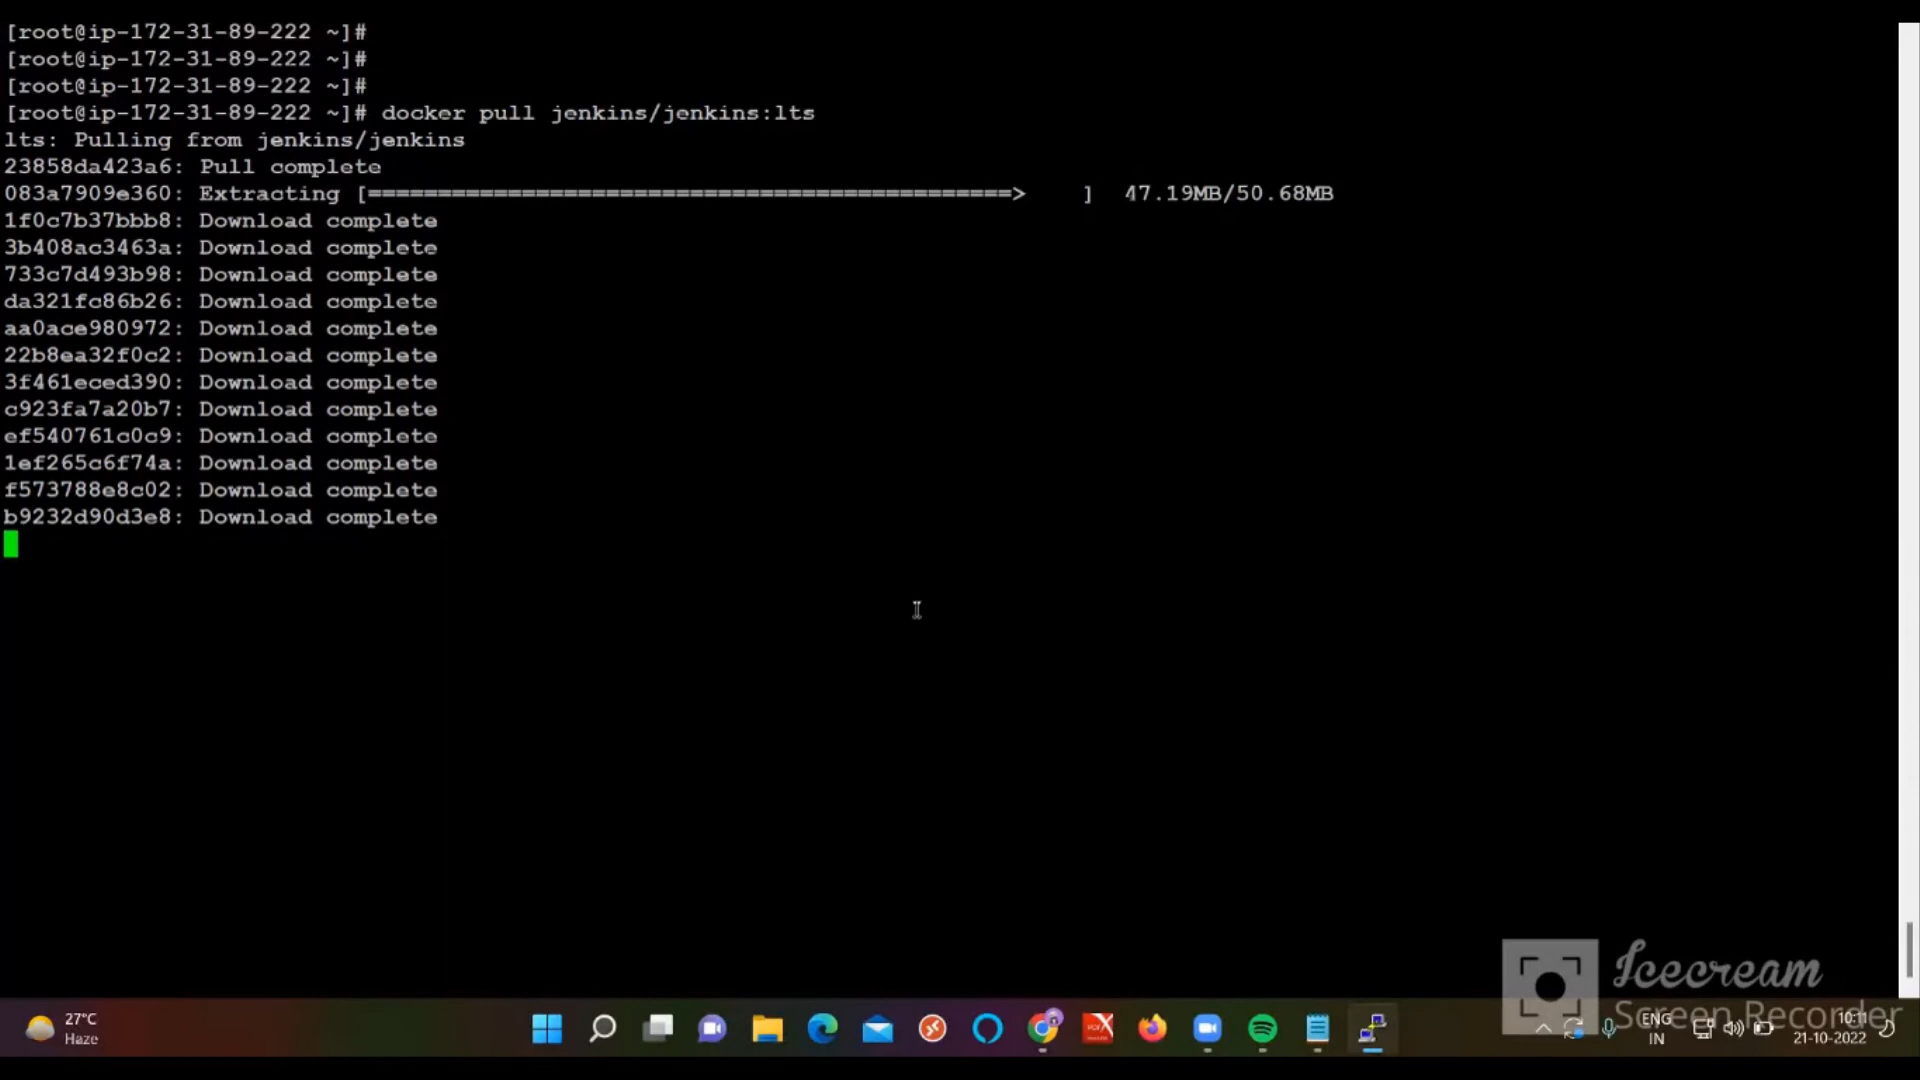 [root@ip-172-31-89-222 ~]#
[root@ip-172-31-89-222 ~]#
[root@ip-172-31-89-222 ~]#
[root@ip-172-31-89-222 ~]# docker pull jenkins/jenkins:lts
lts: Pulling from jenkins/jenkins
23858da423a6: Pull complete
083a7909e360: Extracting [==============================================>    ]  47.19MB/50.68MB
1f0c7b37bbb8: Download complete
3b408ac3463a: Download complete
733c7d493b98: Download complete
da321fc86b26: Download complete
aa0ace980972: Download complete
22b8ea32f0c2: Download complete
3f461eced390: Download complete
c923fa7a20b7: Download complete
ef540761c0c9: Download complete
1ef265c6f74a: Download complete
f573788e8c02: Download complete
b9232d90d3e8: Download complete
Icecream
Screen Recorder
27°C
Haze
ENG
IN
10:11
21-10-2022